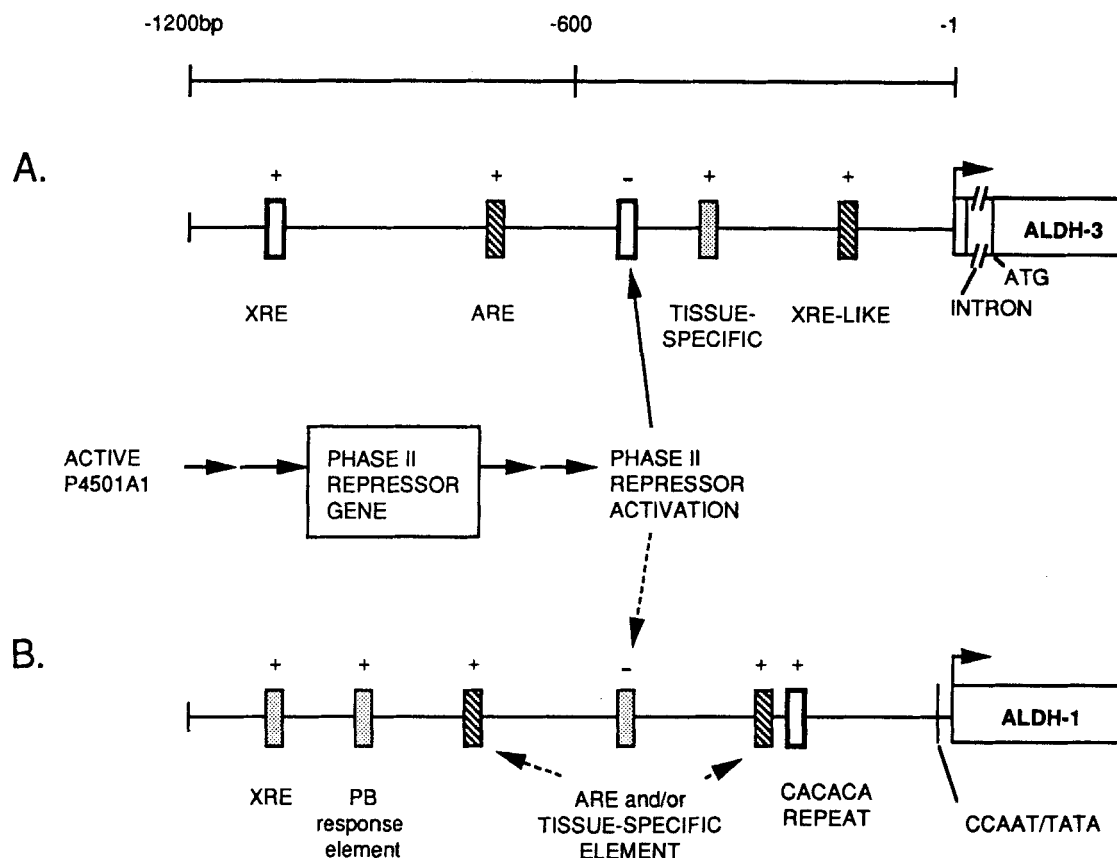 -1200bp -600 -1
A.
+ + - + +
ALDH-3
ATG
INTRON
XRE ARE TISSUE- XRE-LIKE
SPECIFIC
ACTIVE
P4501A1
PHASE II
REPRESSOR
GENE
PHASE II
REPRESSOR
ACTIVATION
B.
+ + + - + +
ALDH-1
XRE
PB
response
element
ARE and/or
TISSUE-SPECIFIC
ELEMENT
CACACA
REPEAT
CCAAT/TATA